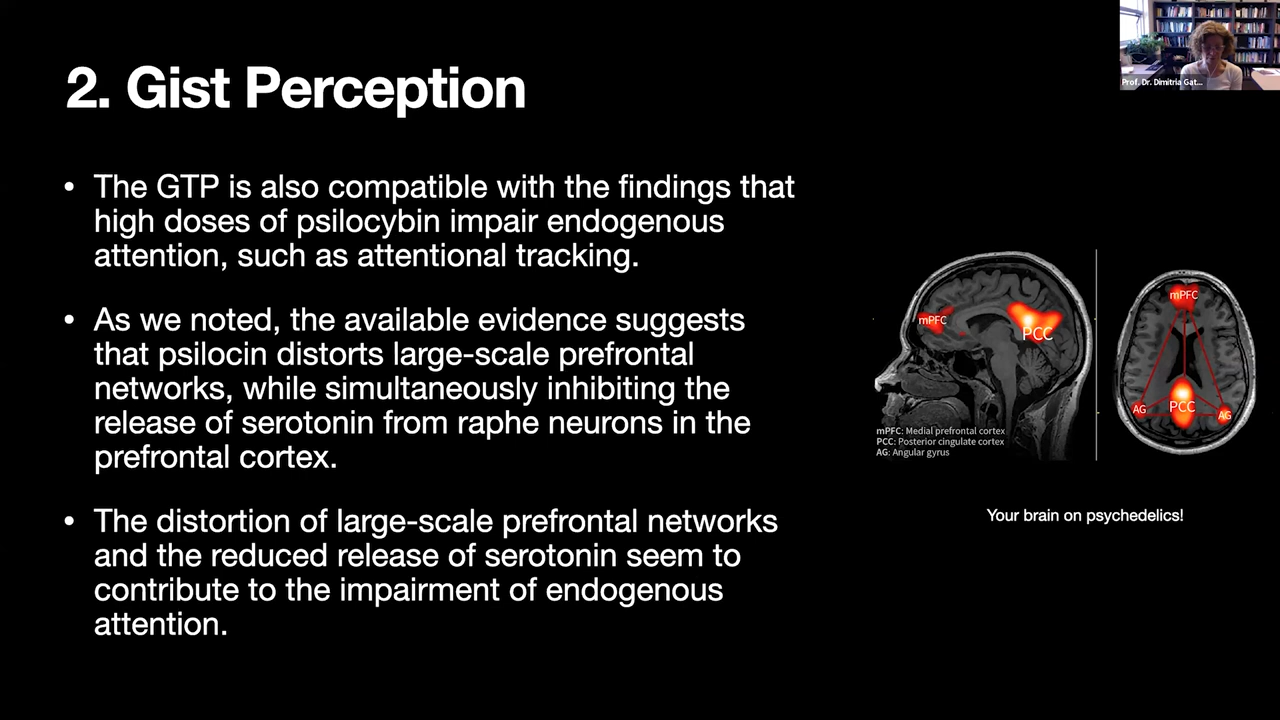 Prof. Dr. Dimitria Gat...
2. Gist Perception
• The GTP is also compatible with the findings that
high doses of psilocybin impair endogenous
attention, such as attentional tracking.
• As we noted, the available evidence suggests
that psilocin distorts large-scale prefrontal
networks, while simultaneously inhibiting the
release of serotonin from raphe neurons in the
prefrontal cortex.
• The distortion of large-scale prefrontal networks
and the reduced release of serotonin seem to
contribute to the impairment of endogenous
attention.
mPFC
PCC
mPFC: Medial prefrontal cortex
PCC: Posterior cingulate cortex
AG: Angular gyrus
mPFC
AG
PCC
AG
Your brain on psychedelics!